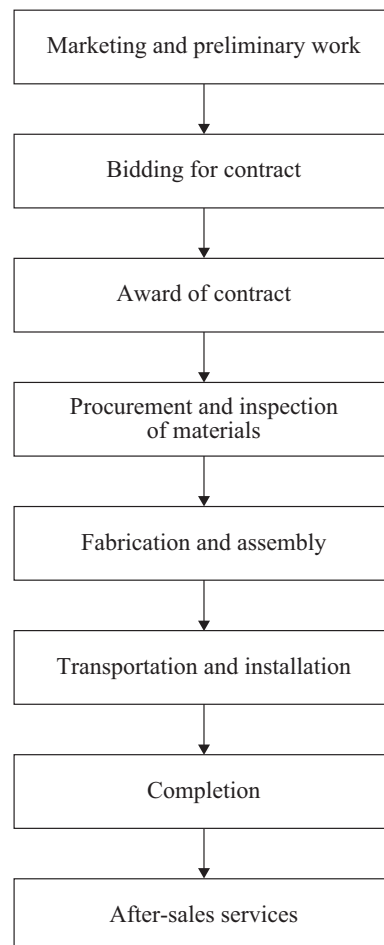 Marketing and preliminary work
Bidding for contract
Award of contract
Procurement and inspection
of materials
Fabrication and assembly
Transportation and installation
Completion
After-sales services